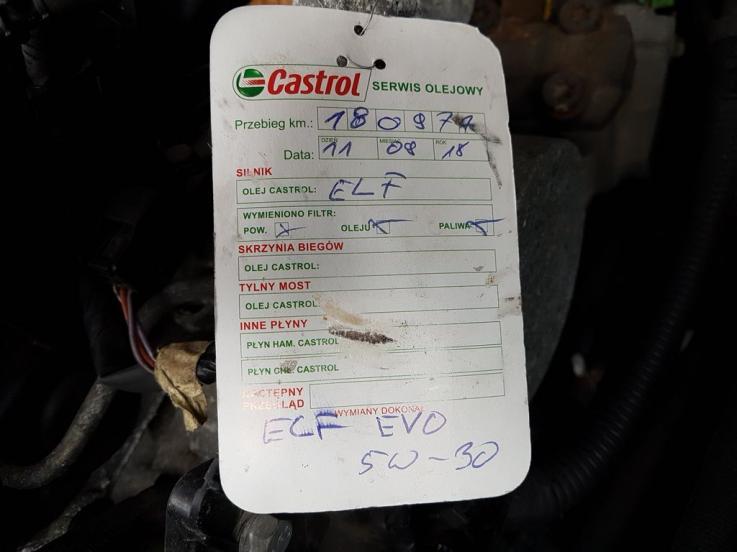 Castrol SERWIS OLEJOWY
Przebieg km.: 18097
Data: DZIEŃ 11 MIESIĄC 08 ROK 18
SILNIK
OLEJ CASTROL: ELF
WYMIENIONO FILTR:
POW. OLEJU PALIWA
SKRZYNIA BIEGÓW
OLEJ CASTROL:
TYLNY MOST
OLEJ CASTROL:
INNE PŁYNY
PŁYN HAM. CASTROL
PŁYN CHŁ. CASTROL
NASTĘPNY
PRZEGLĄD
WYMIANY DOKONAŁ
ELF EVO
5W-30